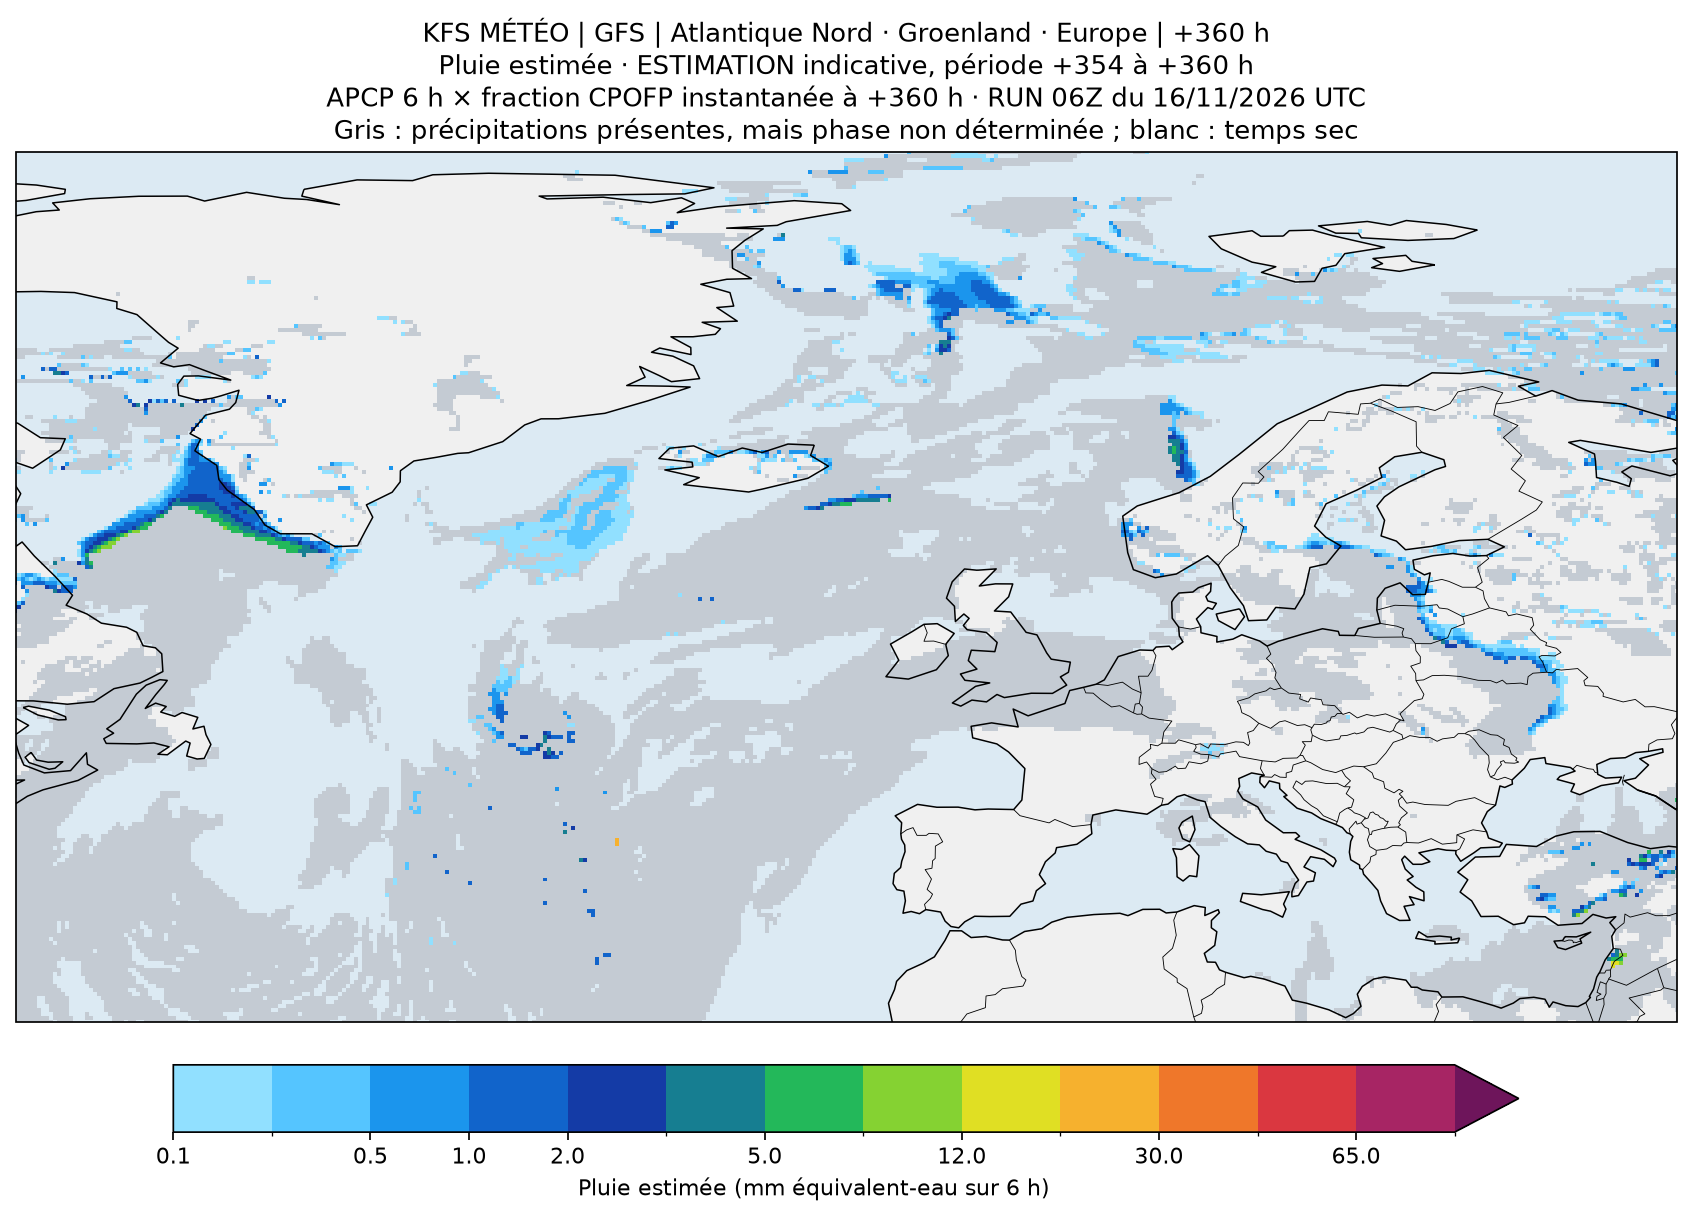 KFS MÉTÉO | GFS | Atlantique Nord · Groenland · Europe | +360 h
Pluie estimée · ESTIMATION indicative, période +354 à +360 h
APCP 6 h × fraction CPOFP instantanée à +360 h · RUN 06Z du 16/11/2026 UTC
Gris : précipitations présentes, mais phase non déterminée ; blanc : temps sec
0.1 0.5 1.0 2.0 5.0 12.0 30.0 65.0
Pluie estimée (mm équivalent-eau sur 6 h)